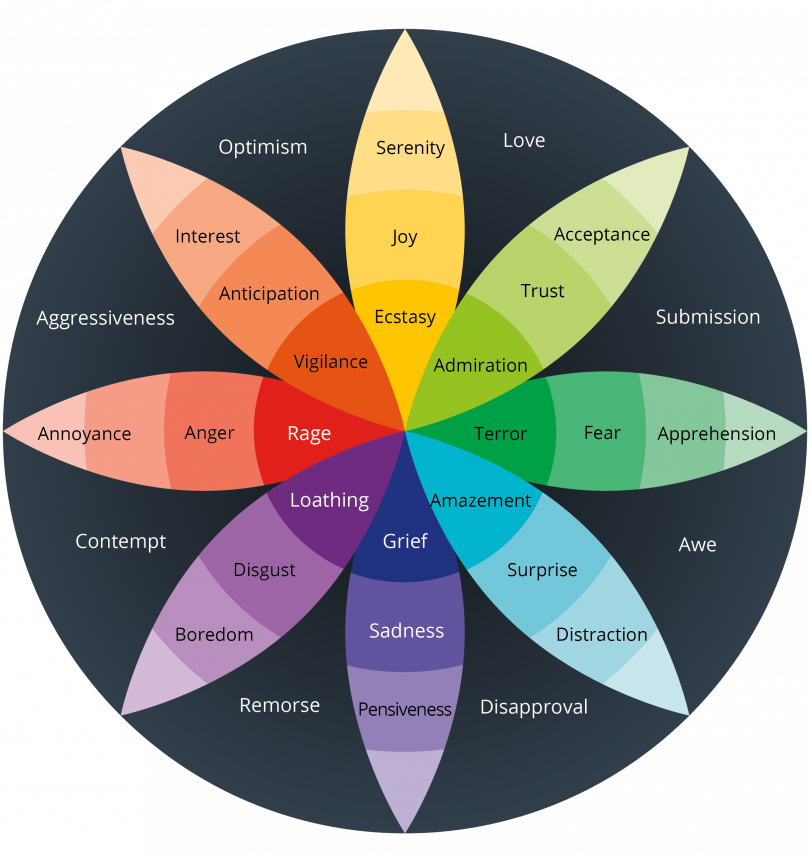 Optimism
Serenity
Love
Interest
Joy
Acceptance
Anticipation
Trust
Aggressiveness
Ecstasy
Submission
Vigilance
Admiration
Annoyance
Anger
Rage
Terror
Fear
Apprehension
Loathing
Amazement
Contempt
Grief
Awe
Disgust
Surprise
Boredom
Sadness
Distraction
Remorse
Pensiveness
Disapproval